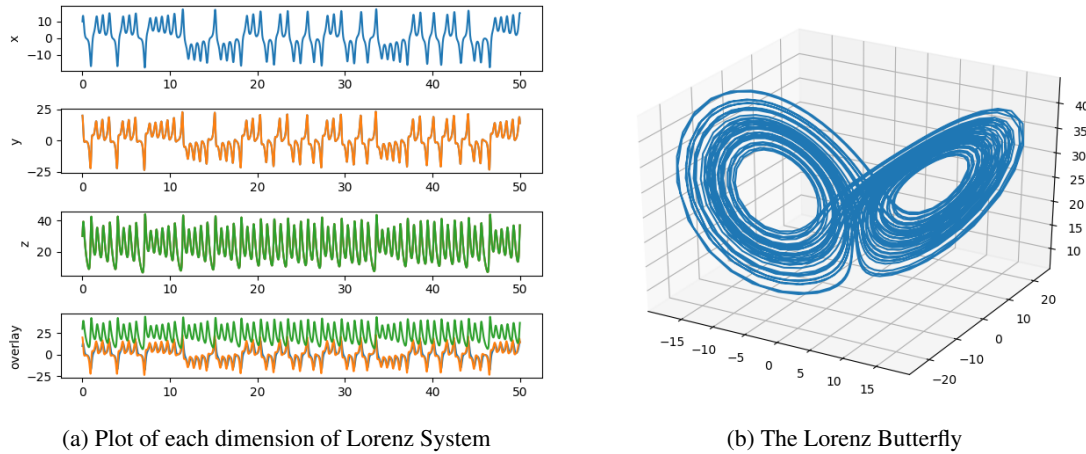 x
10
0
−10
0 10 20 30 40 50
y
25
0
−25
0 10 20 30 40 50
z
40
20
0 10 20 30 40 50
overlay
25
0
−25
0 10 20 30 40 50
(a) Plot of each dimension of Lorenz System
40
35
30
25
20
15
10
−15 −10 −5 0 5 10 15
−20 −10 0 10 20
(b) The Lorenz Butterfly